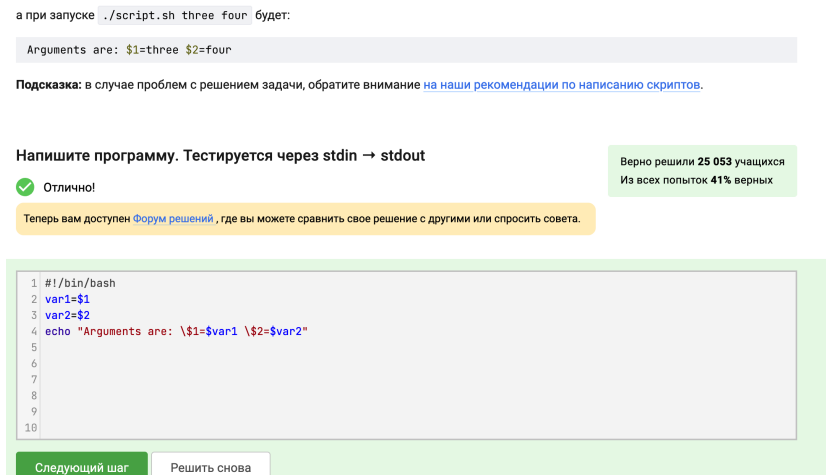 а при запуске ./script.sh three four будет:
Arguments are: $1=three $2=four
Подсказка: в случае проблем с решением задачи, обратите внимание на наши рекомендации по написанию скриптов.
Напишите программу. Тестируется через stdin → stdout
Верно решили 25 053 учащихся
Из всех попыток 41% верных
Отлично!
Теперь вам доступен Форум решений, где вы можете сравнить свое решение с другими или спросить совета.
1 #!/bin/bash
2 var1=$1
3 var2=$2
4 echo "Arguments are: \$1=$var1 \$2=$var2"
5
6
7
8
9
10
Следующий шаг
Решить снова